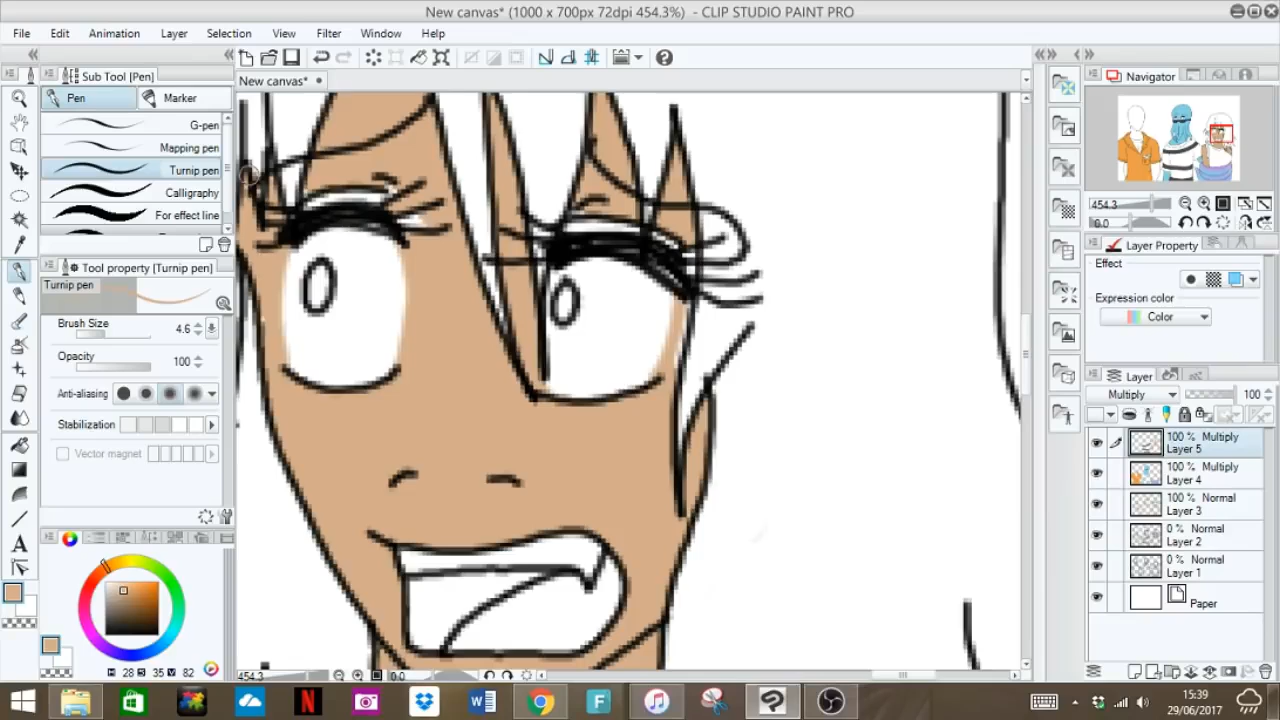 New canvas* (1000 x 700px 72dpi 454.3%) - CLIP STUDIO PAINT PRO
File Edit Animation Layer Selection View Filter Window Help
Sub Tool [Pen]
Pen Marker
G-pen
Mapping pen
Turnip pen
Calligraphy
For effect line
Tool property [Turnip pen]
Turnip pen
Brush Size 4.6
Opacity 100
Anti-aliasing
Stabilization
Vector magnet
H 28 S 35 V 82
New canvas*
454.3 0.0
Navigator
454.3
0.0
Layer Property
Effect
Expression color
Color
Layer
Multiply 100
100 % Multiply
Layer 5
100 % Multiply
Layer 4
100 % Normal
Layer 3
0 % Normal
Layer 2
0 % Normal
Layer 1
Paper
15:39
29/06/2017